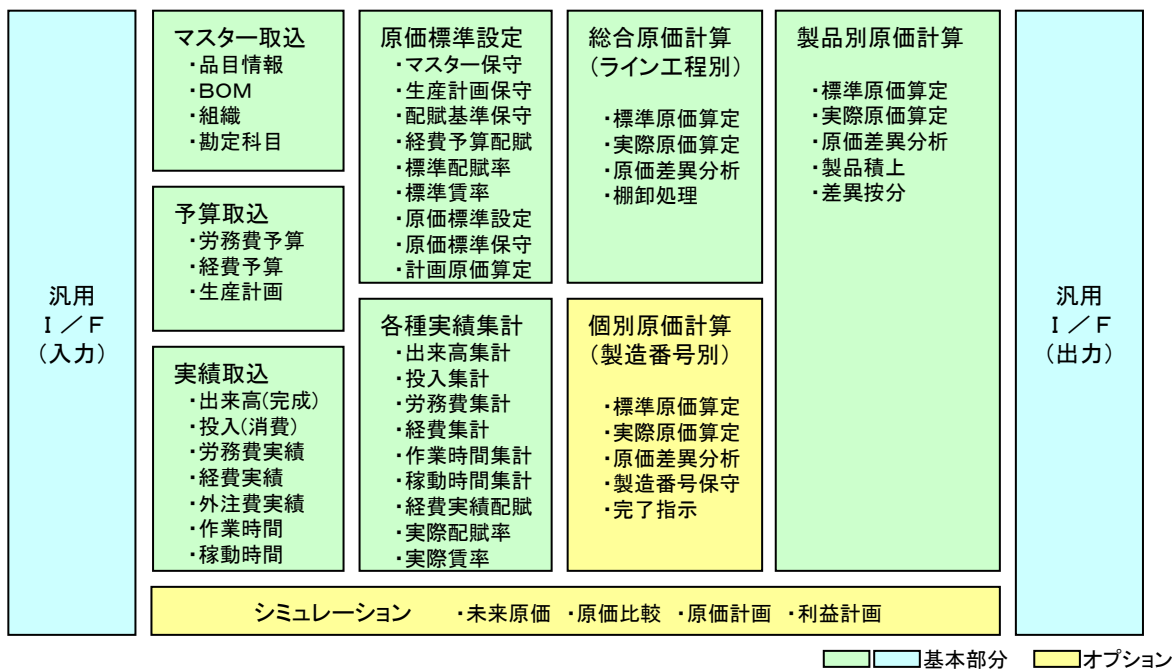 汎用
Ｉ／Ｆ
(入力)
マスター取込
・品目情報
・ＢＯＭ
・組織
・勘定科目
予算取込
・労務費予算
・経費予算
・生産計画
実績取込
・出来高(完成)
・投入(消費)
・労務費実績
・経費実績
・外注費実績
・作業時間
・稼動時間
原価標準設定
・マスター保守
・生産計画保守
・配賦基準保守
・経費予算配賦
・標準配賦率
・標準賃率
・原価標準設定
・原価標準保守
・計画原価算定
各種実績集計
・出来高集計
・投入集計
・労務費集計
・経費集計
・作業時間集計
・稼動時間集計
・経費実績配賦
・実際配賦率
・実際賃率
総合原価計算
(ライン工程別)
・標準原価算定
・実際原価算定
・原価差異分析
・棚卸処理
個別原価計算
(製造番号別)
・標準原価算定
・実際原価算定
・原価差異分析
・製造番号保守
・完了指示
製品別原価計算
・標準原価算定
・実際原価算定
・原価差異分析
・製品積上
・差異按分
汎用
Ｉ／Ｆ
(出力)
シミュレーション ・未来原価 ・原価比較 ・原価計画 ・利益計画
基本部分 オプション